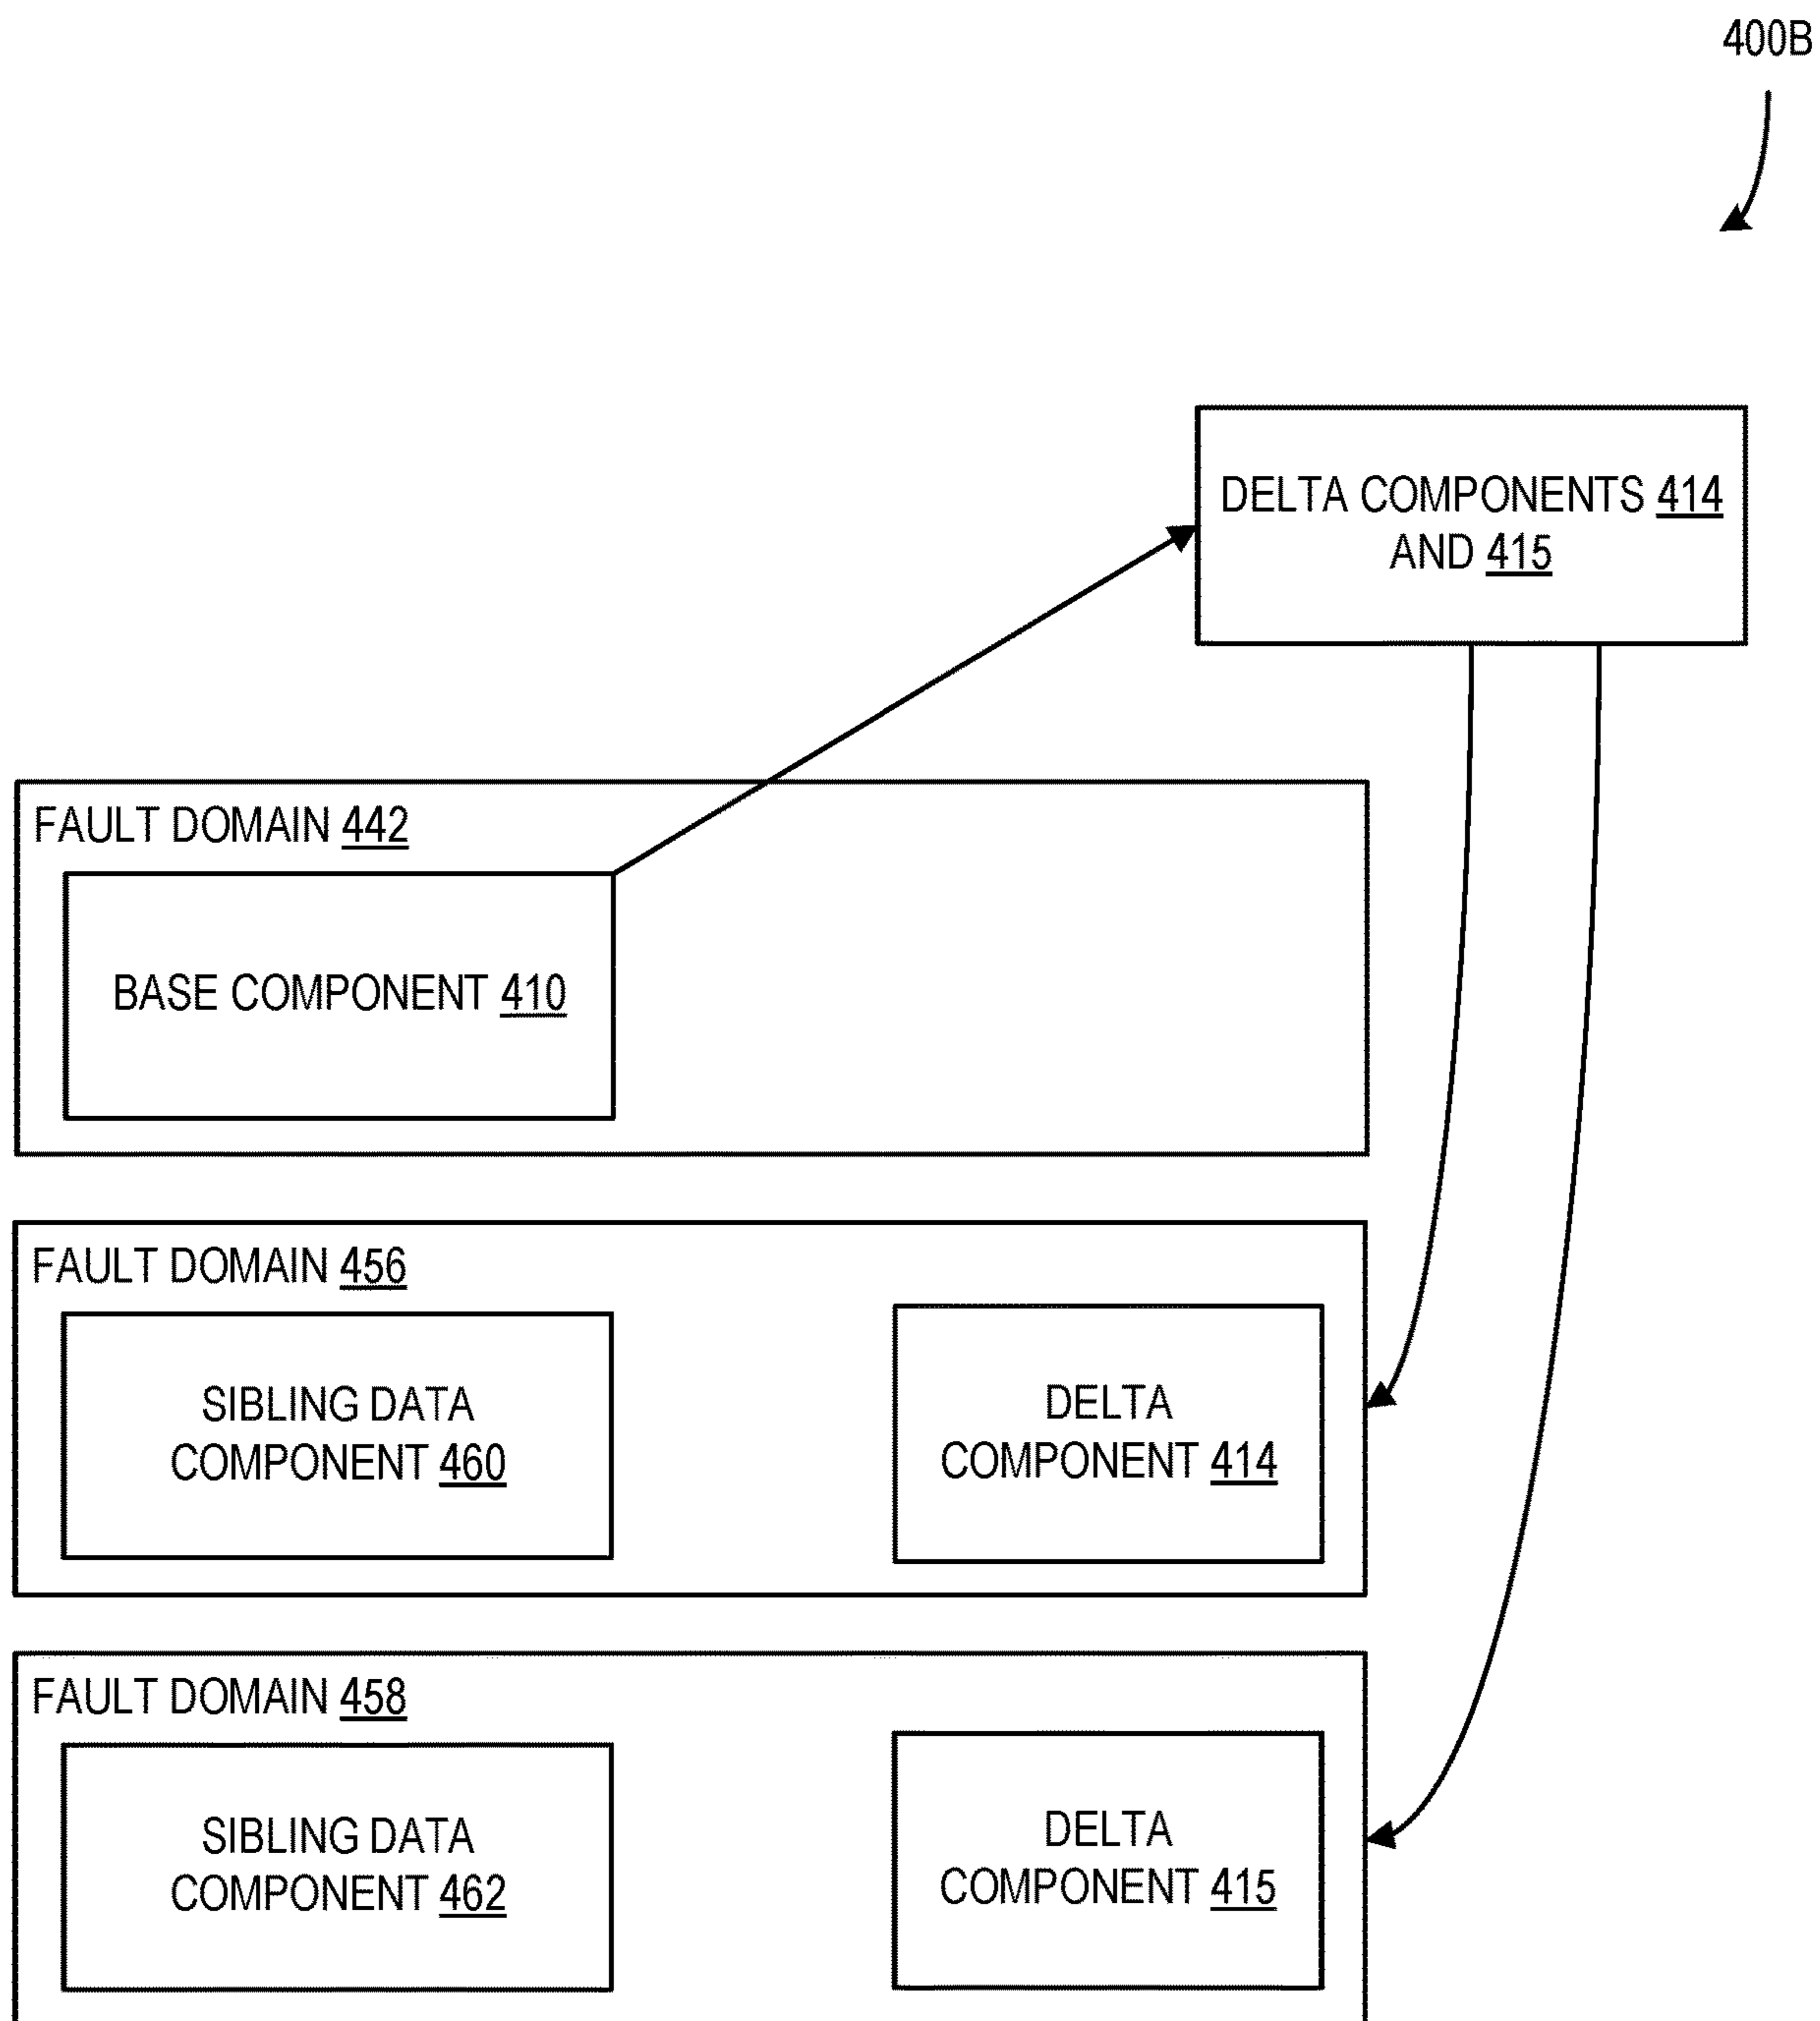 400B
DELTA COMPONENTS 414
AND 415
FAULT DOMAIN 442
BASE COMPONENT 410
FAULT DOMAIN 456
SIBLING DATA
COMPONENT 460
DELTA
COMPONENT 414
FAULT DOMAIN 458
SIBLING DATA
COMPONENT 462
DELTA
COMPONENT 415